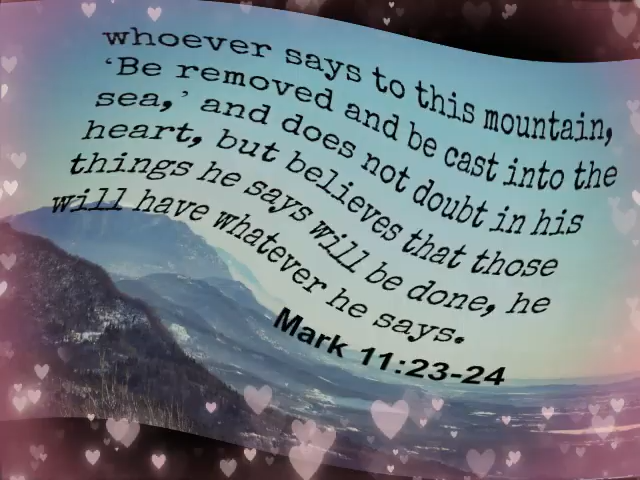 whoever says to this mountain,
‘Be removed and be cast into the
sea,’ and does not doubt in his
heart, but believes that those
things he says will be done, he
will have whatever he says.
Mark 11:23-24